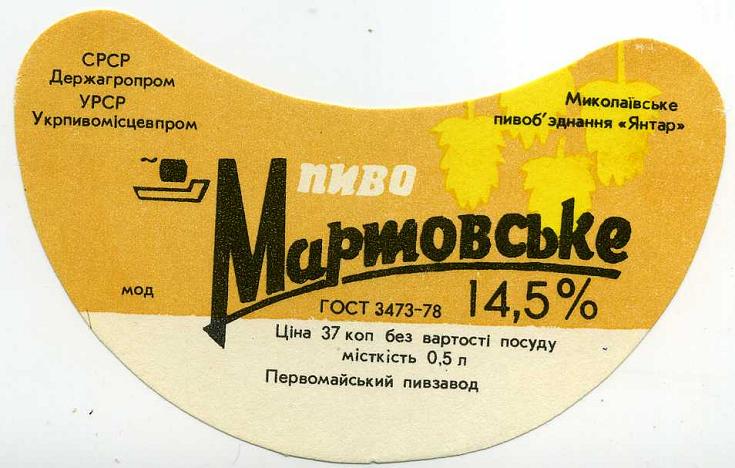 СРСР
Держагропром
УРСР
Укрпивомісцевпром
Миколаївське
пивоб'эднання «Янтар»
пиво
Мартовське
мод
ГОСТ 3473-78
14,5%
Ціна 37 коп без вартості посуду
місткість 0,5 л
Первомайський пивзавод